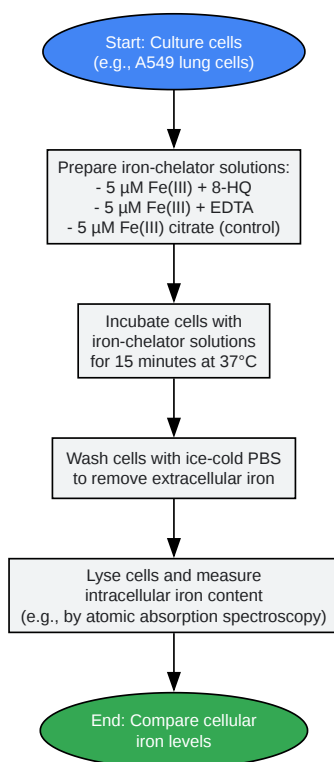 Start: Culture cells
(e.g., A549 lung cells)
Prepare iron-chelator solutions:
- 5 µM Fe(III) + 8-HQ
- 5 µM Fe(III) + EDTA
- 5 µM Fe(III) citrate (control)
Incubate cells with
iron-chelator solutions
for 15 minutes at 37°C
Wash cells with ice-cold PBS
to remove extracellular iron
Lyse cells and measure
intracellular iron content
(e.g., by atomic absorption spectroscopy)
End: Compare cellular
iron levels